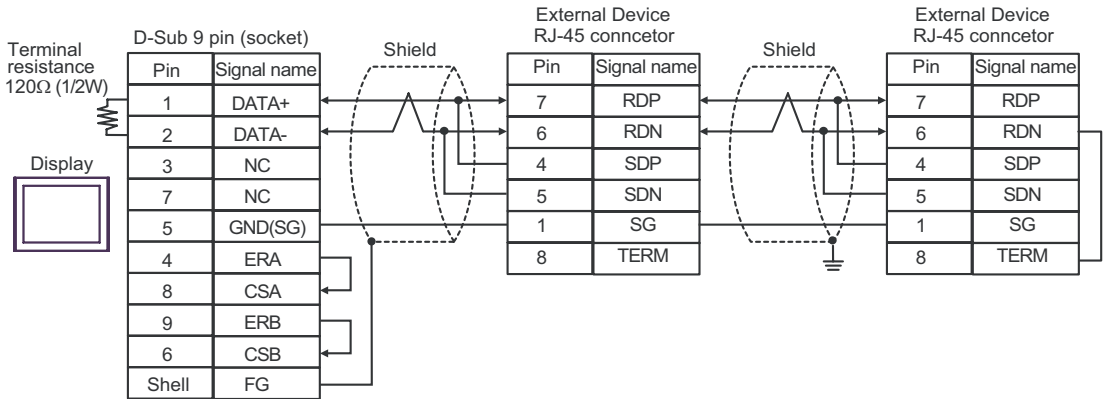 Terminal
resistance
120Ω (1/2W)
Display
D-Sub 9 pin (socket)
Pin Signal name
1 DATA+
2 DATA-
3 NC
7 NC
5 GND(SG)
4 ERA
8 CSA
9 ERB
6 CSB
Shell FG
Shield
External Device
RJ-45 conncetor
Pin Signal name
7 RDP
6 RDN
4 SDP
5 SDN
1 SG
8 TERM
Shield
External Device
RJ-45 conncetor
Pin Signal name
7 RDP
6 RDN
4 SDP
5 SDN
1 SG
8 TERM